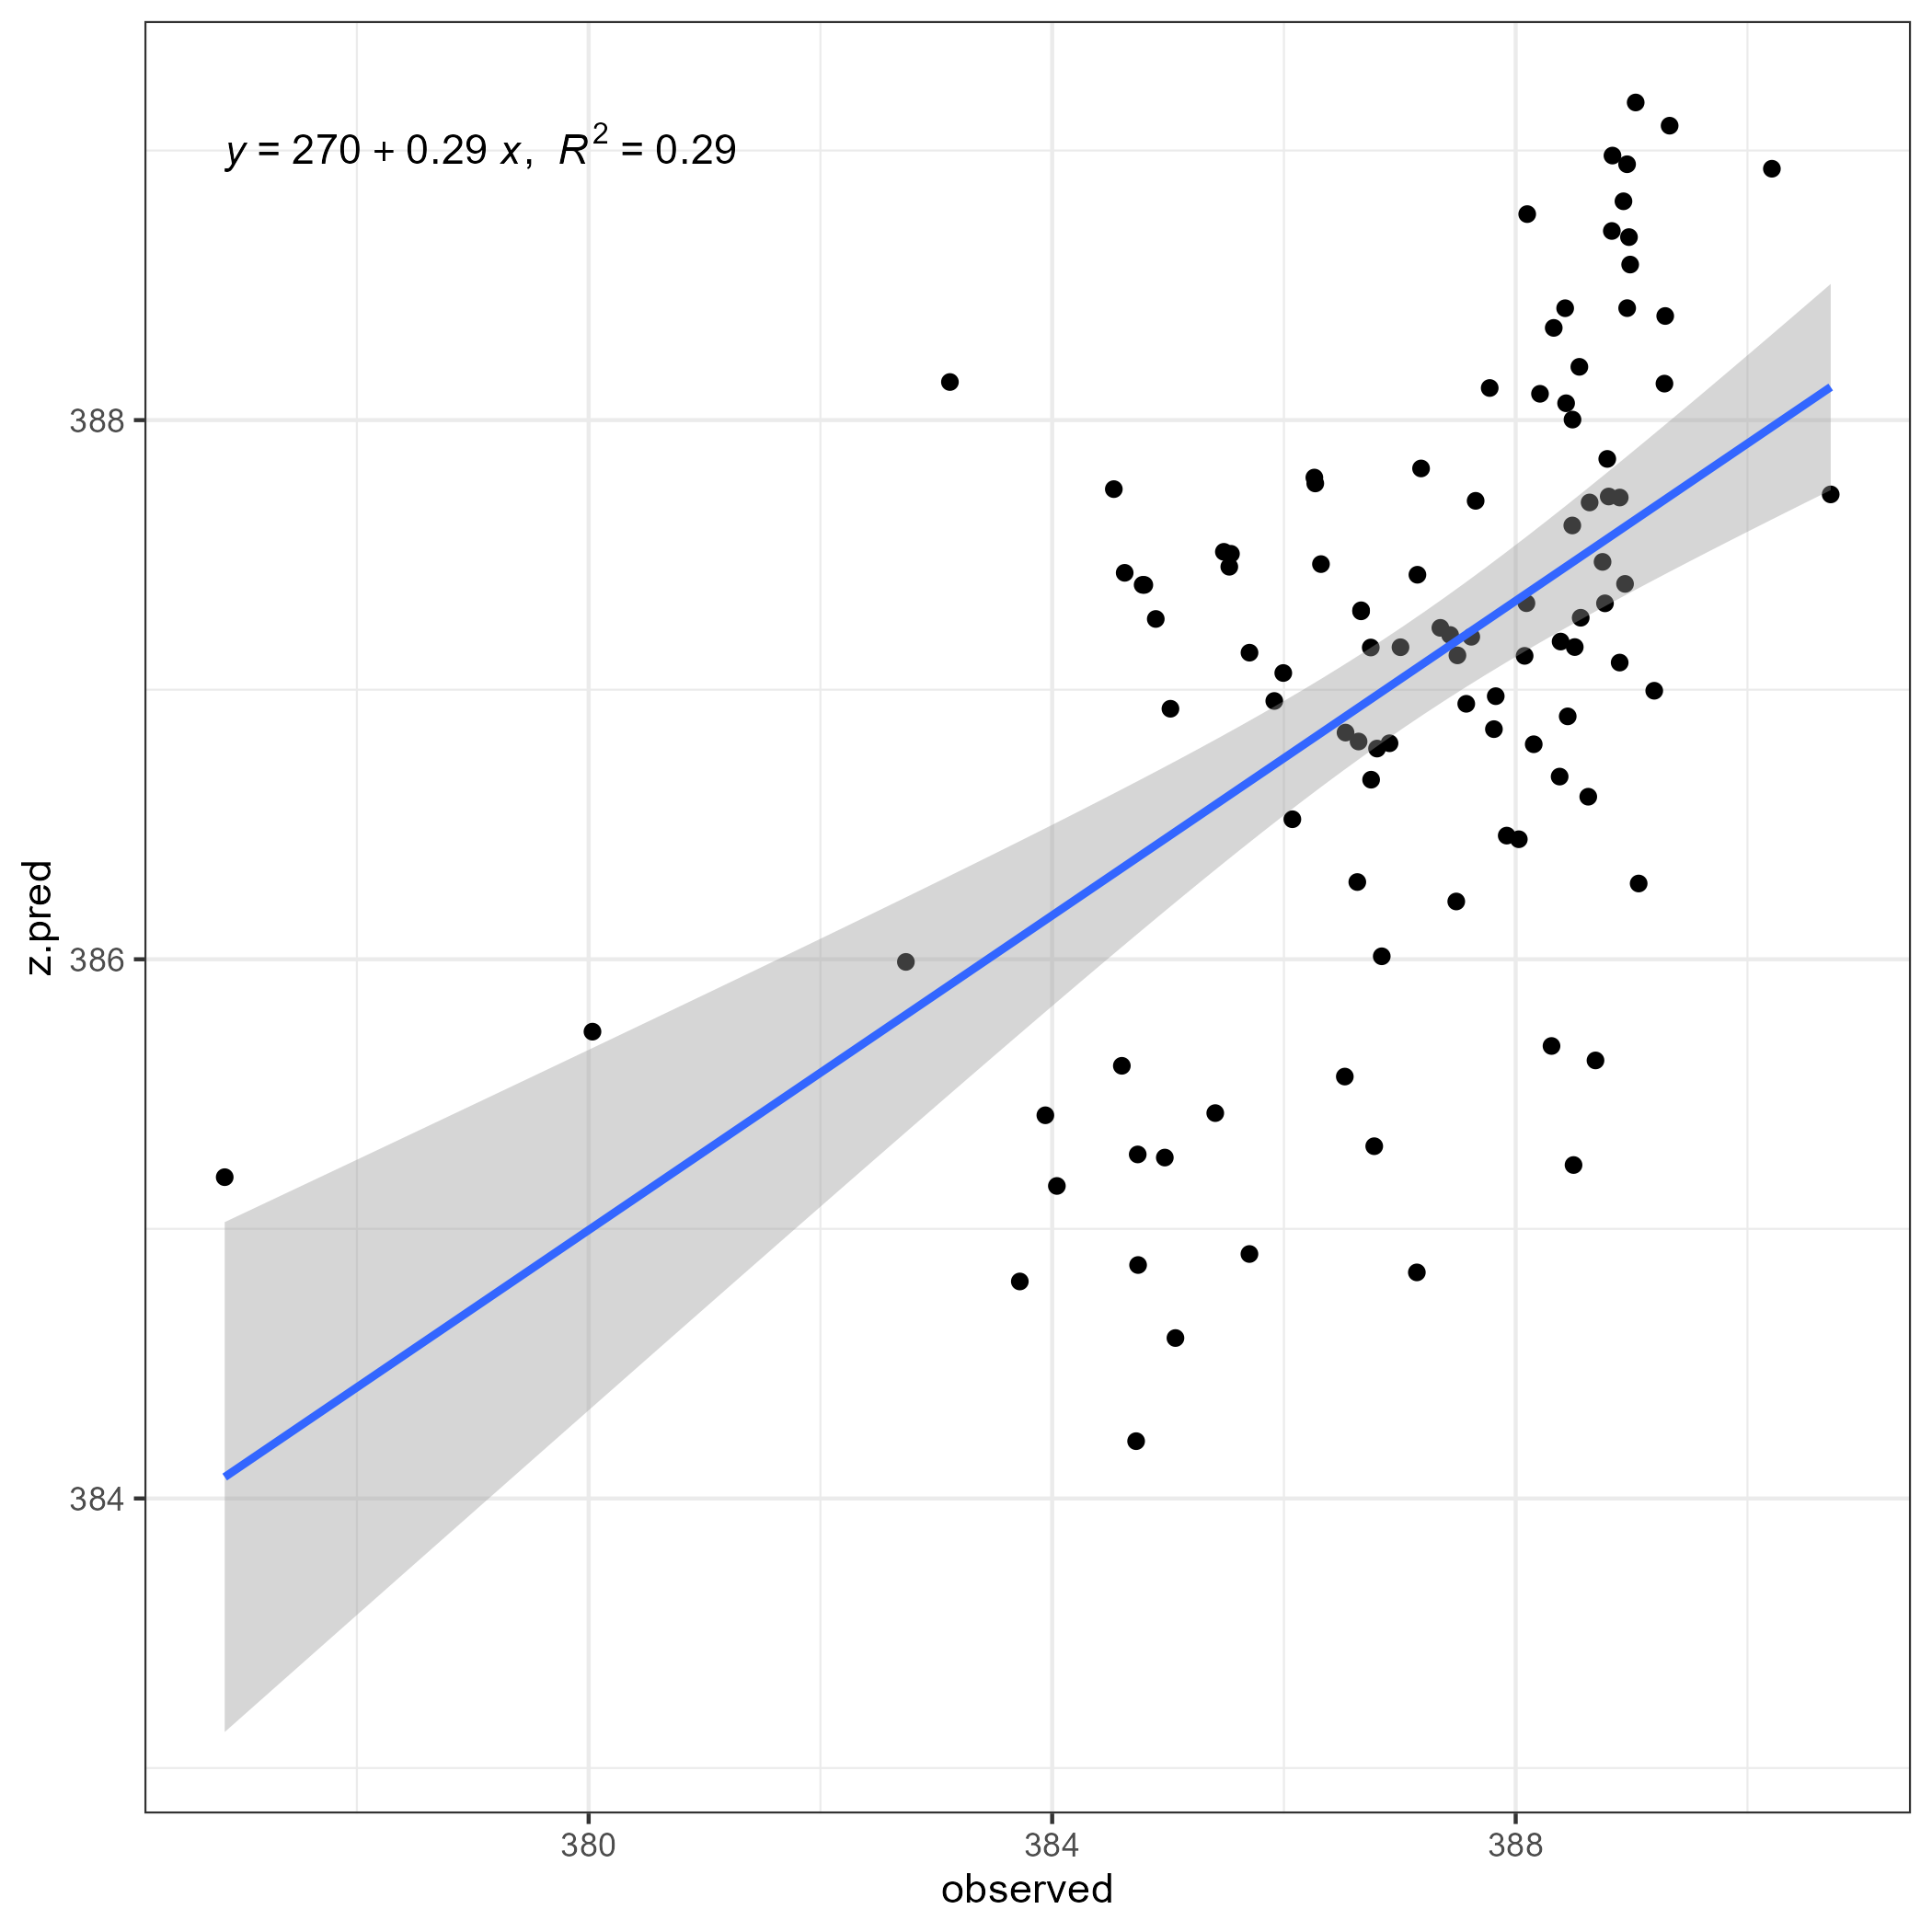 y = 270 + 0.29 x, R² = 0.29
388
386
384
z.pred
380 384 388
observed